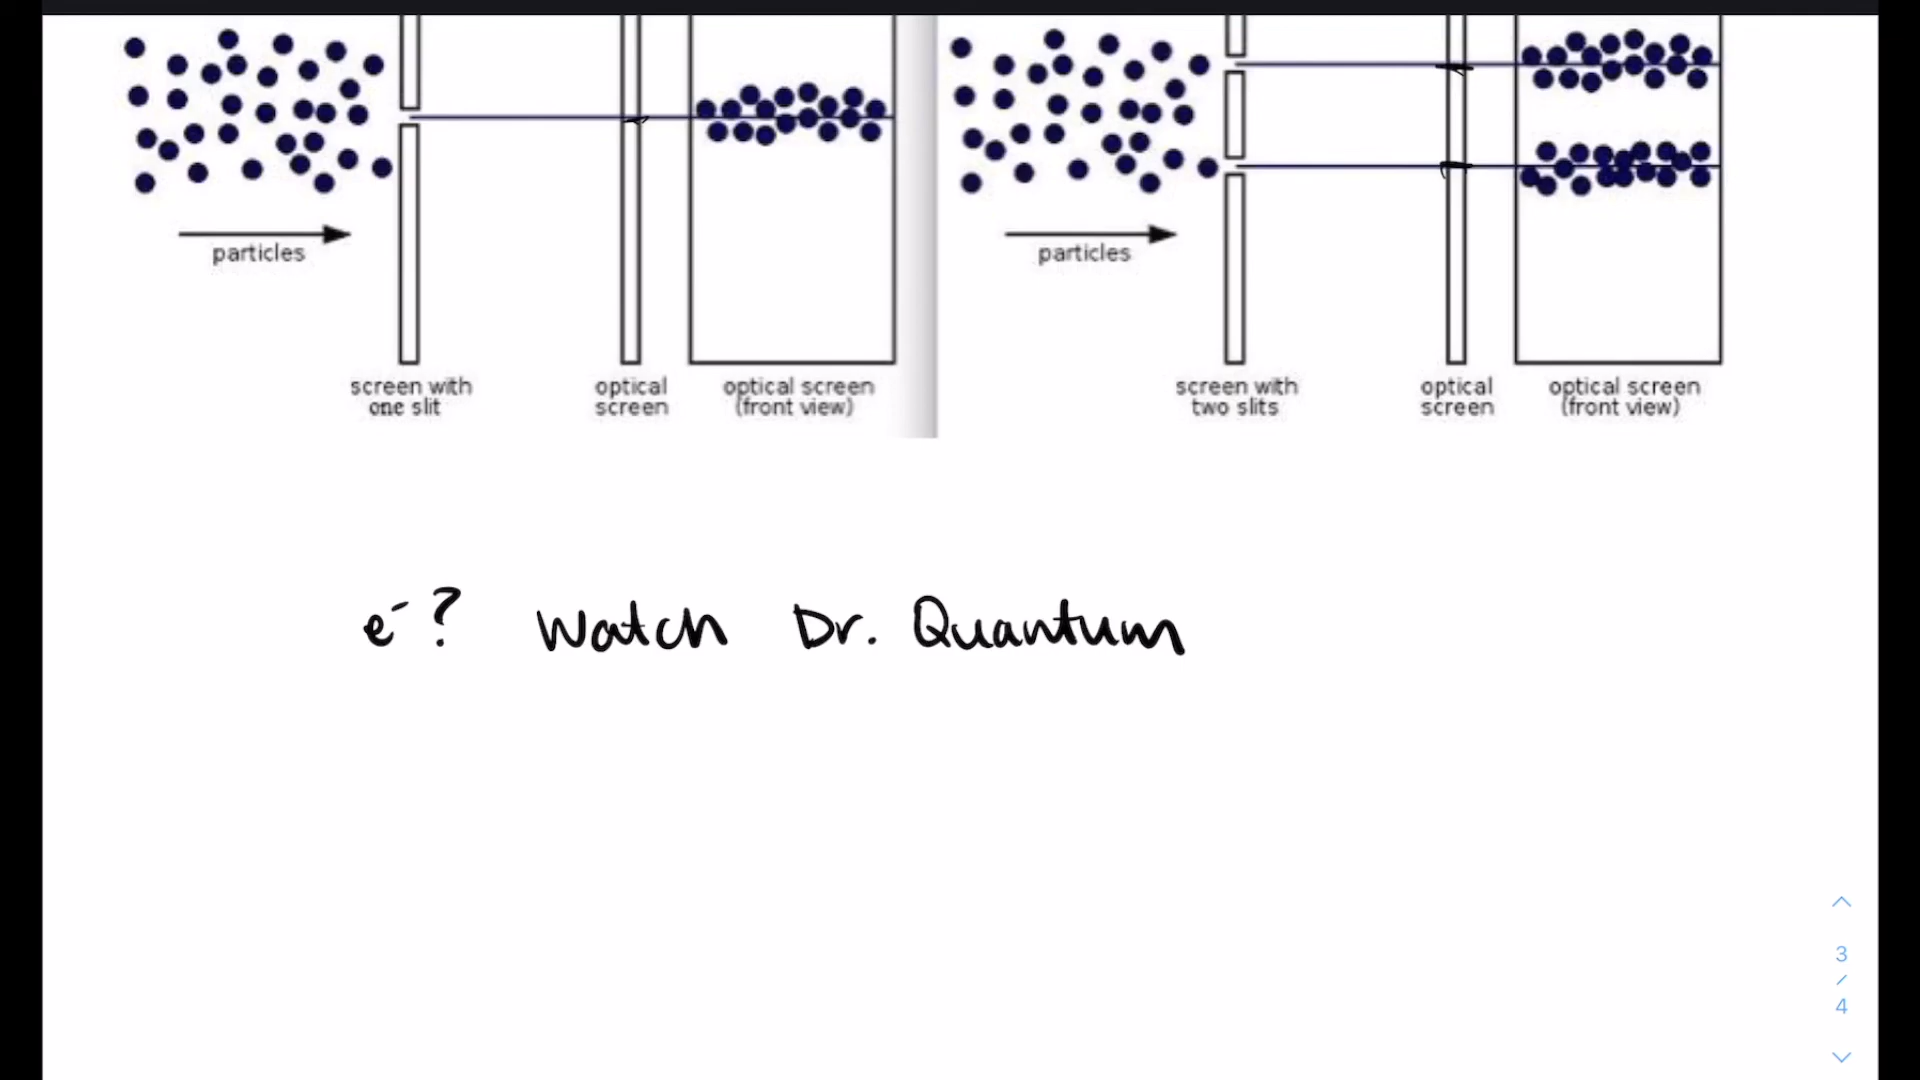 particles
particles
screen with
one slit
optical
screen
optical screen
(front view)
screen with
two slits
optical
screen
optical screen
(front view)
e⁻? Watch Dr. Quantum
3
/
4